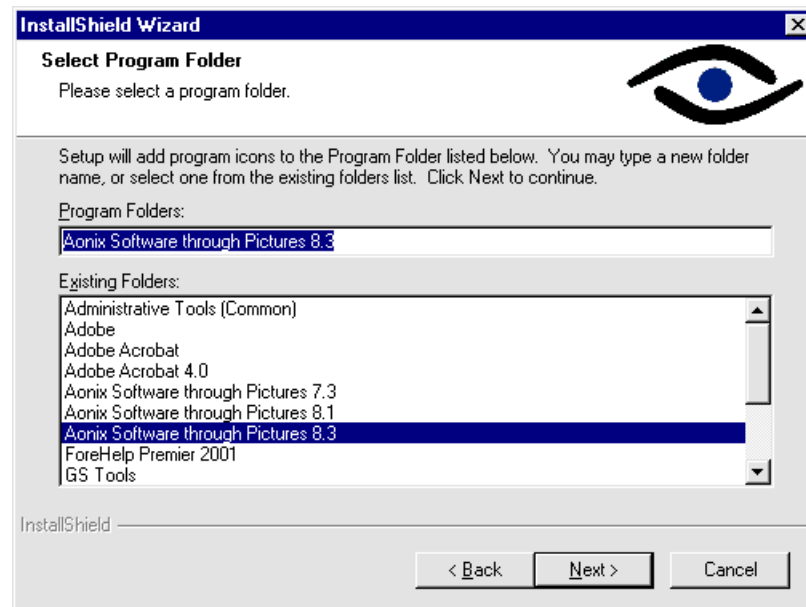 InstallShield Wizard
Select Program Folder
Please select a program folder.
Setup will add program icons to the Program Folder listed below.  You may type a new folder
name, or select one from the existing folders list.  Click Next to continue.
Program Folders:
Aonix Software through Pictures 8.3
Existing Folders:
Administrative Tools (Common)
Adobe
Adobe Acrobat
Adobe Acrobat 4.0
Aonix Software through Pictures 7.3
Aonix Software through Pictures 8.1
Aonix Software through Pictures 8.3
ForeHelp Premier 2001
GS Tools
InstallShield
< Back Next > Cancel